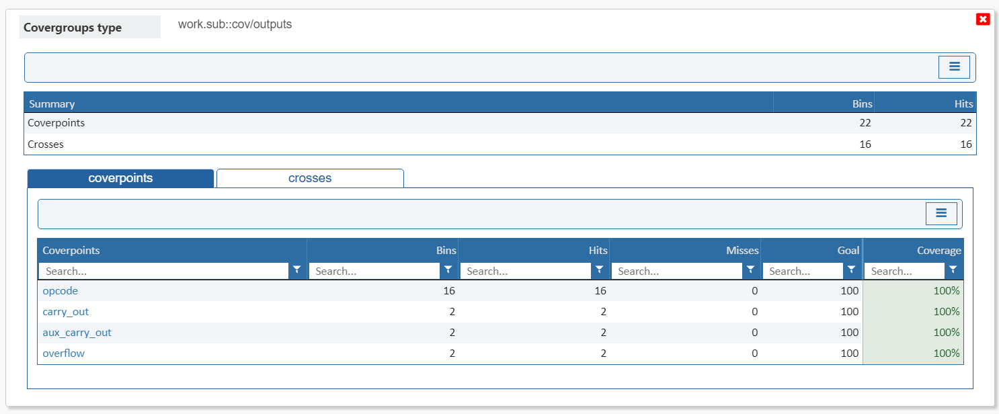 Covergroups type work.sub::cov/outputs
Summary Bins Hits
Coverpoints 22 22
Crosses 16 16
coverpoints crosses
Coverpoints Bins Hits Misses Goal Coverage
Search... Search... Search... Search... Search... Search...
opcode 16 16 0 100 100%
carry_out 2 2 0 100 100%
aux_carry_out 2 2 0 100 100%
overflow 2 2 0 100 100%